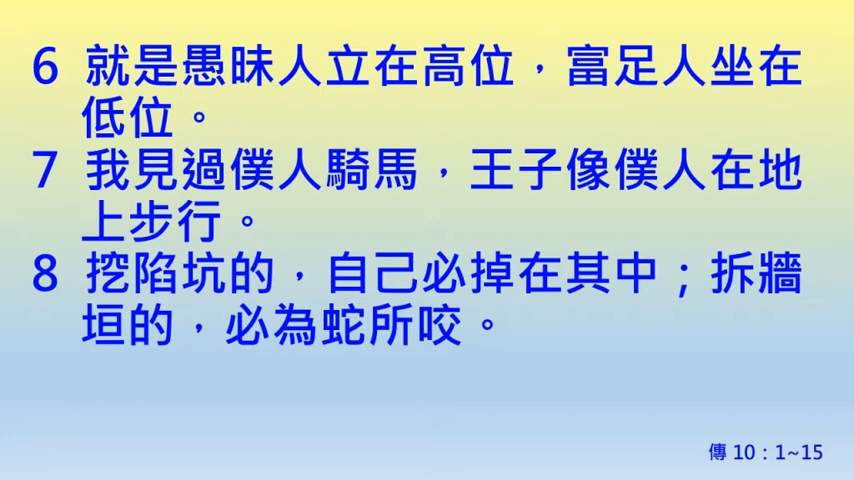 6 就是愚昧人立在高位，富足人坐在
低位。
7 我見過僕人騎馬，王子像僕人在地
上步行。
8 挖陷坑的，自己必掉在其中；拆牆
垣的，必為蛇所咬。
傳 10：1~15